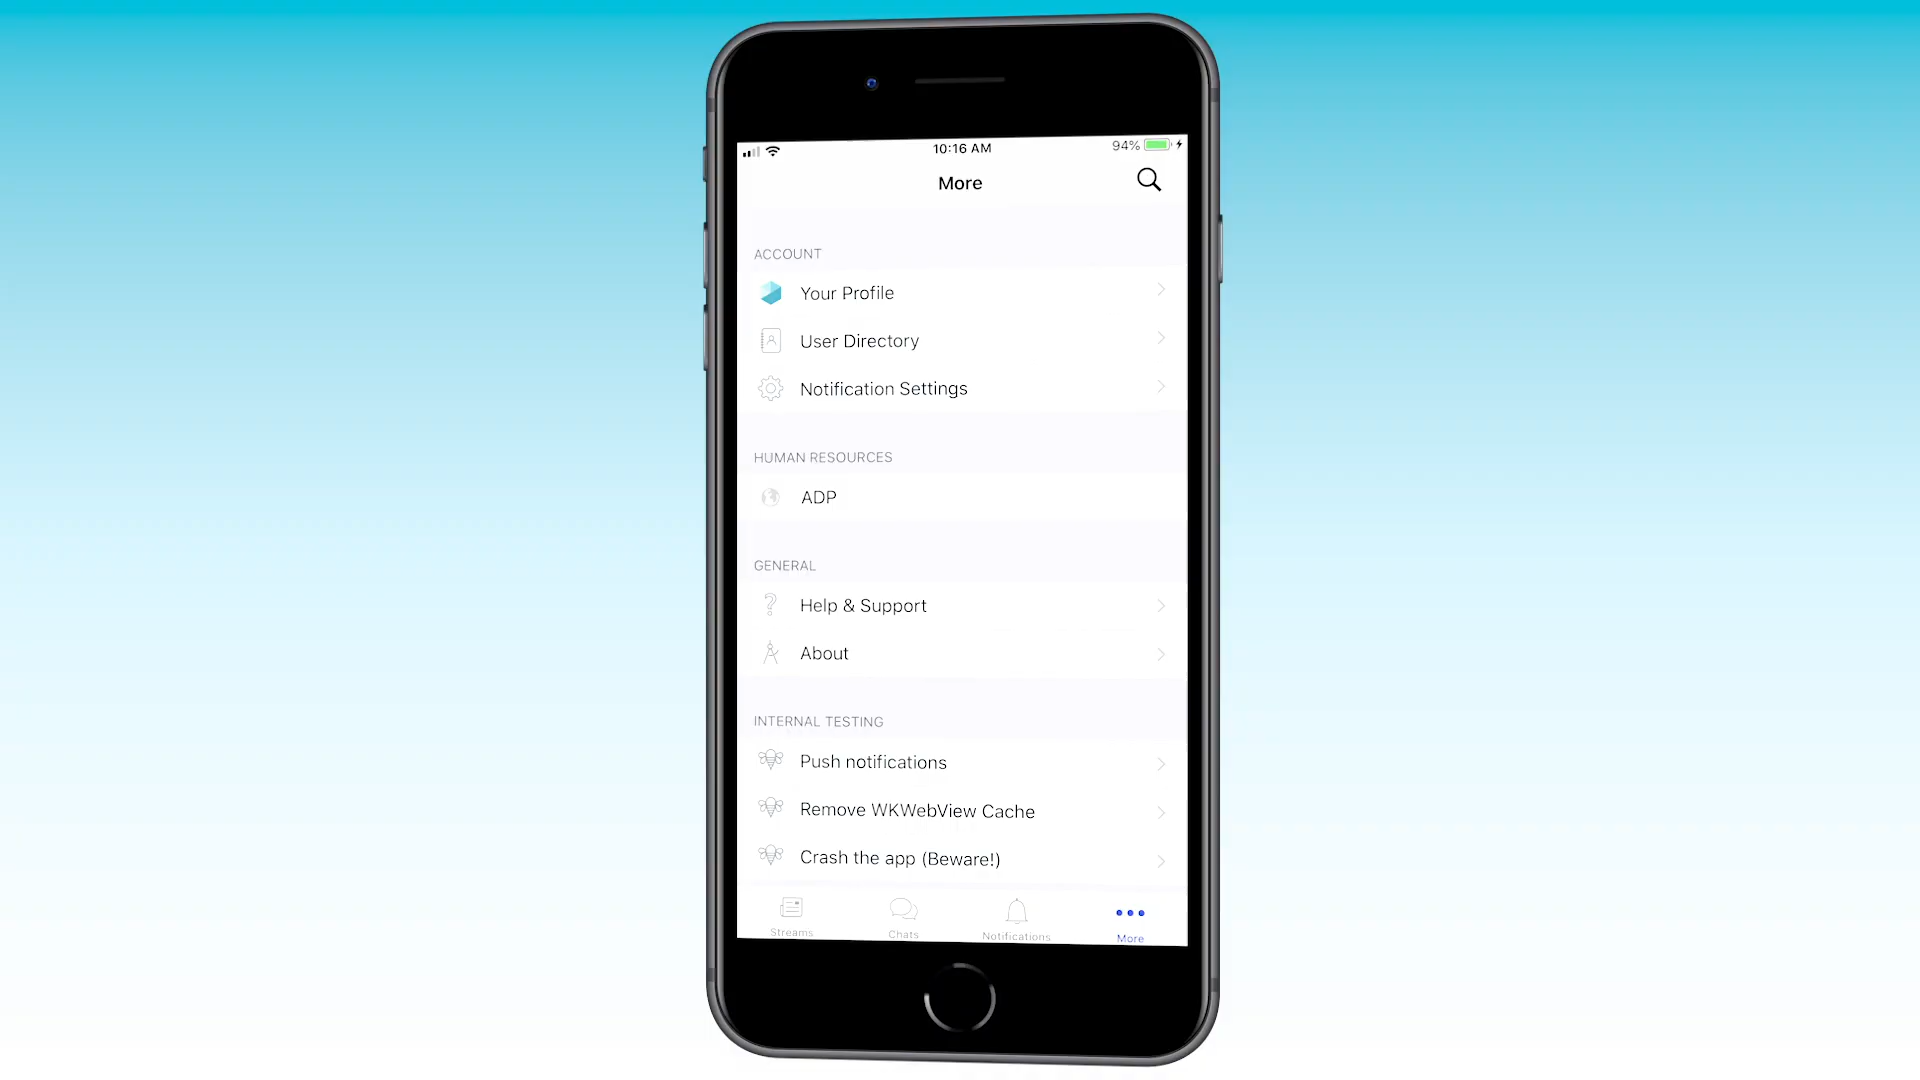 10:16 AM
94%
More
ACCOUNT
Your Profile
User Directory
Notification Settings
HUMAN RESOURCES
ADP
GENERAL
Help & Support
About
INTERNAL TESTING
Push notifications
Remove WKWebView Cache
Crash the app (Beware!)
Streams
Chats
Notifications
More